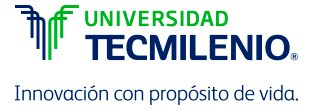 UNIVERSIDAD
TECMILENIO®
Innovación con propósito de vida.